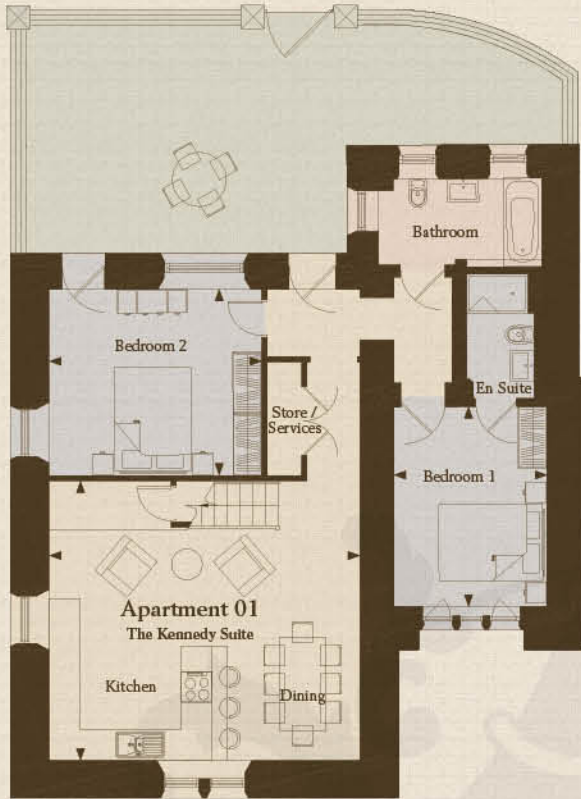 Bathroom
Bedroom 2
En Suite
Store /
Services
Bedroom 1
Apartment 01
The Kennedy Suite
Kitchen
Dining